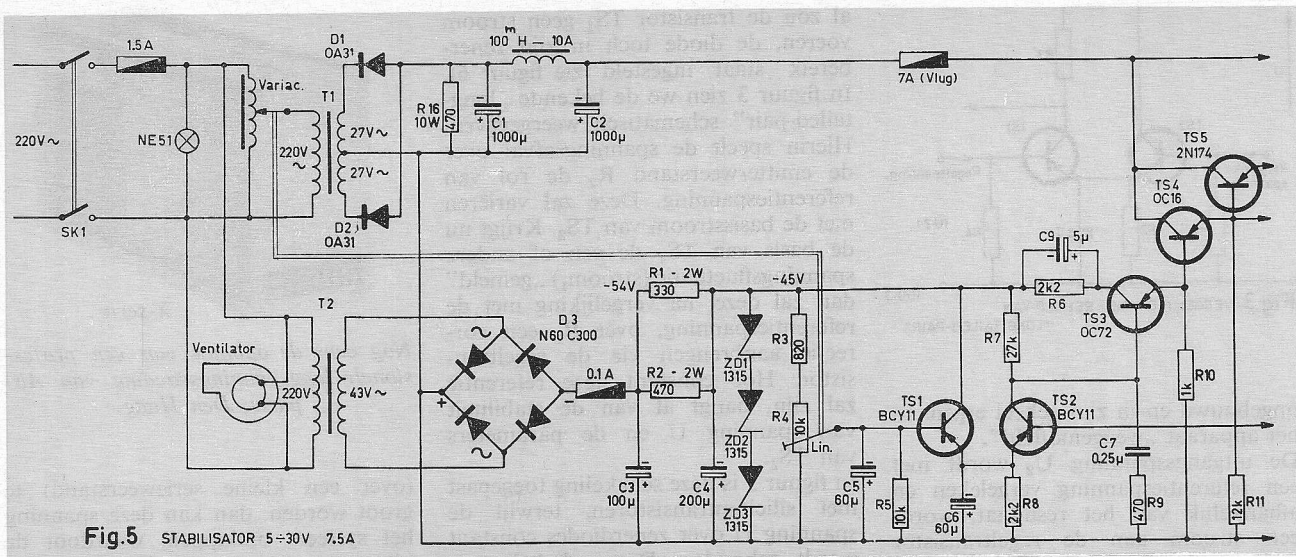 1.5A
D1
OA31
100mH – 10A
7A (Vlug)
Variac.
T1
R16
10W
470
C1
1000µ
C2
1000µ
220V~
NE51
220V
~
27V~
27V~
SK1
D2
OA31
TS5
2N174
TS4
OC16
C9
5µ
2k2
R6
TS3
OC72
T2
Ventilator
220V
43V~
D3
N60 C300
-54V
R1 - 2W
330
-45V
0.1A
R2 - 2W
470
ZD1
1315
R3
820
R4
10k
Lin.
R7
27k
R10
1k
ZD2
1315
TS1
BCY11
TS2
BCY11
C7
0.25µ
C3
100µ
C4
200µ
ZD3
1315
C5
60µ
R5
10k
C6
60µ
2k2
R8
470
R9
12k
R11
Fig.5 STABILISATOR 5÷30V 7.5A